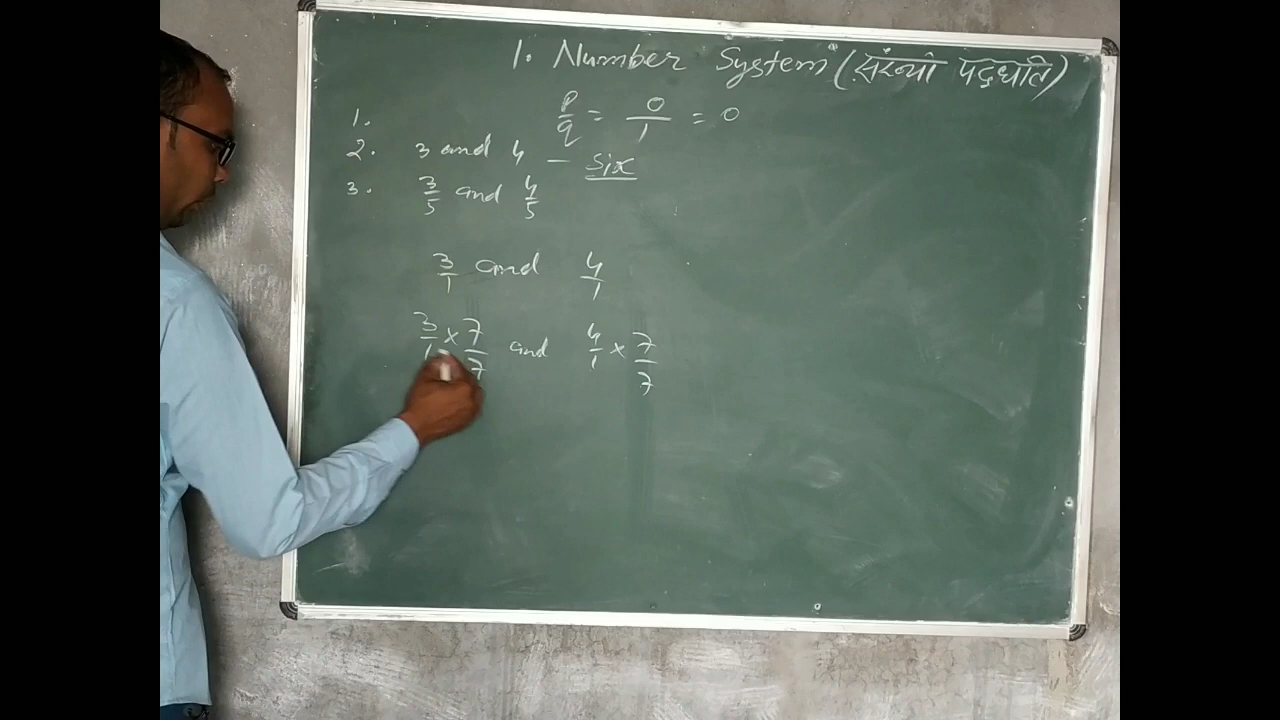 1. Number System (संख्या पद्धति)
1. p/q = 0/1 = 0
2. 3 and 4 - six
3. 3/5 and 4/5
3/1 and 4/1
3/1 × 7/7 and 4/1 × 7/7